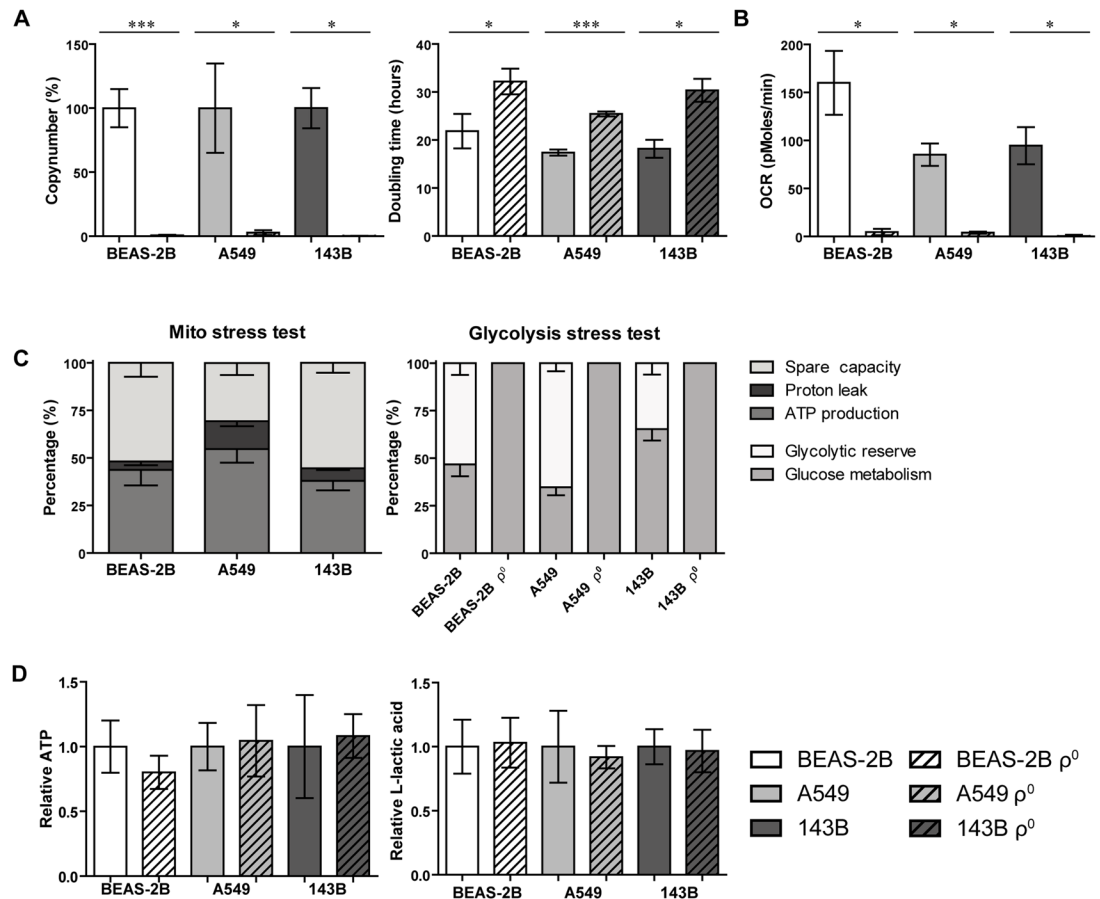 A
*** * *
Copynumber (%)
150
100
50
0
BEAS-2B A549 143B
* *** *
Doubling time (hours)
40
30
20
10
0
BEAS-2B A549 143B
B
* * *
OCR (pMoles/min)
200
150
100
50
0
BEAS-2B A549 143B
C
Mito stress test
Percentage (%)
100
75
50
25
0
BEAS-2B A549 143B
Glycolysis stress test
Percentage (%)
100
75
50
25
0
BEAS-2B
BEAS-2B ρ⁰
A549
A549 ρ⁰
143B
143B ρ⁰
Spare capacity
Proton leak
ATP production
Glycolytic reserve
Glucose metabolism
D
Relative ATP
1.5
1.0
0.5
0.0
BEAS-2B A549 143B
Relative L-lactic acid
1.5
1.0
0.5
0.0
BEAS-2B A549 143B
BEAS-2B BEAS-2B ρ⁰
A549 A549 ρ⁰
143B 143B ρ⁰